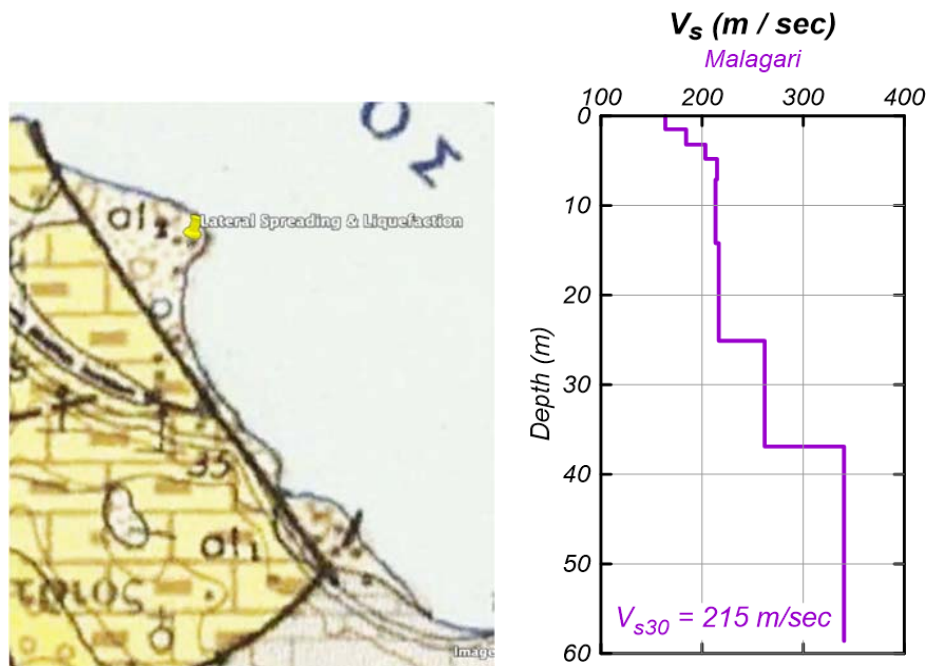 ΟΣ
al₂
Lateral Spreading & Liquefaction
35
al₁
Image
Vs (m / sec)
Malagari
100 200 300 400
0
10
20
30
40
50
60
Depth (m)
Vs30 = 215 m/sec